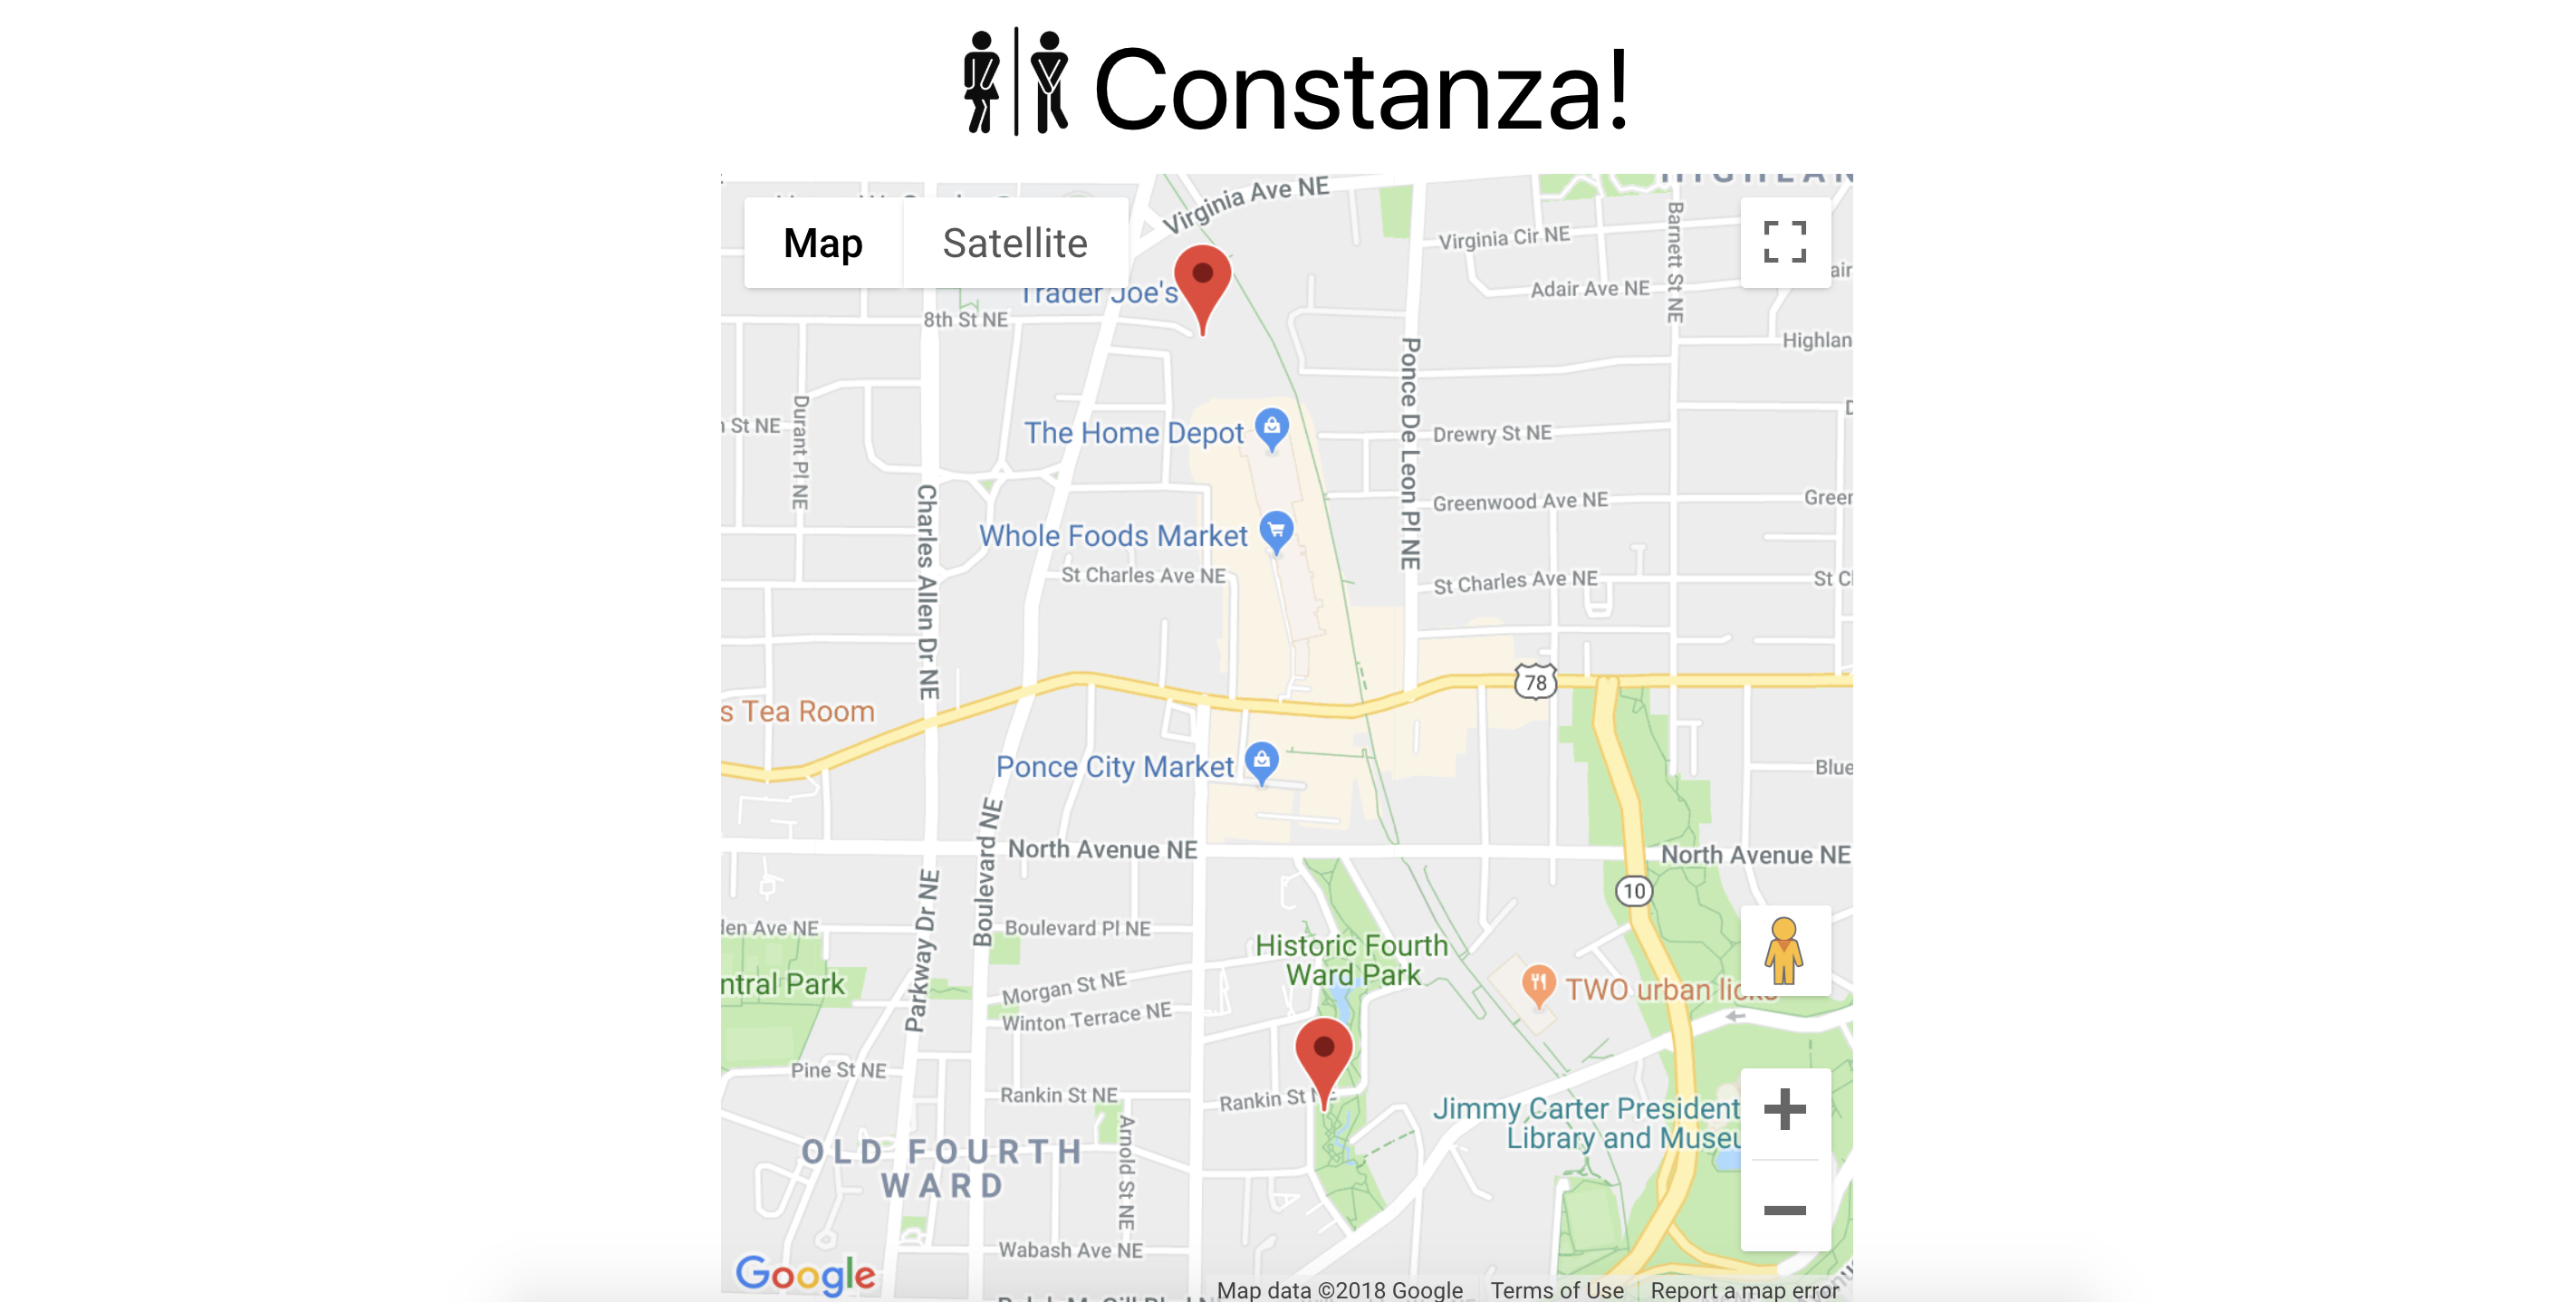 Constanza!
Virginia Ave NE
Map
Satellite
Virginia Cir NE
Barnett St NE
Adair Ave NE
Trader Joe's
8th St NE
Highlan
Ponce De Leon Pl NE
Durant Pl NE
St NE
The Home Depot
Drewry St NE
Charles Allen Dr NE
Greenwood Ave NE
Greer
Whole Foods Market
St Charles Ave NE
St Charles Ave NE
St C
78
s Tea Room
Ponce City Market
Blue
Boulevard NE
North Avenue NE
North Avenue NE
10
Parkway Dr NE
den Ave NE
Boulevard Pl NE
Historic Fourth
Ward Park
ntral Park
Morgan St NE
TWO urban licks
Winton Terrace NE
Pine St NE
Rankin St NE
Rankin St NE
Jimmy Carter President
Library and Museu
Arnold St NE
OLD FOURTH
WARD
Wabash Ave NE
Google
Map data ©2018 Google
Terms of Use
Report a map error